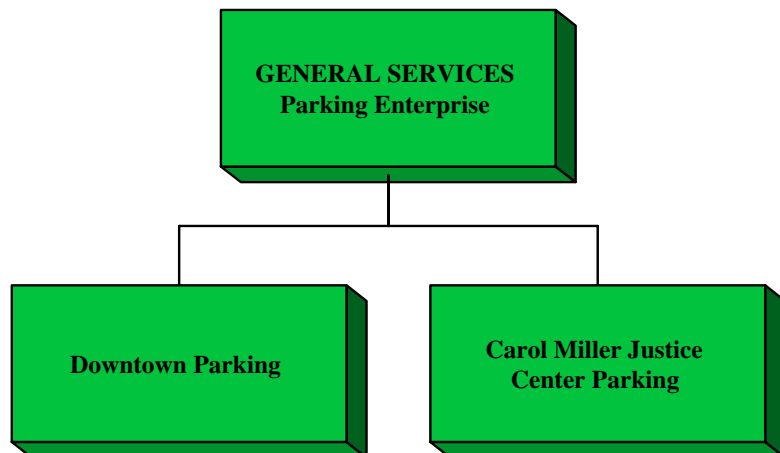 GENERAL SERVICES
Parking Enterprise
Downtown Parking
Carol Miller Justice
Center Parking